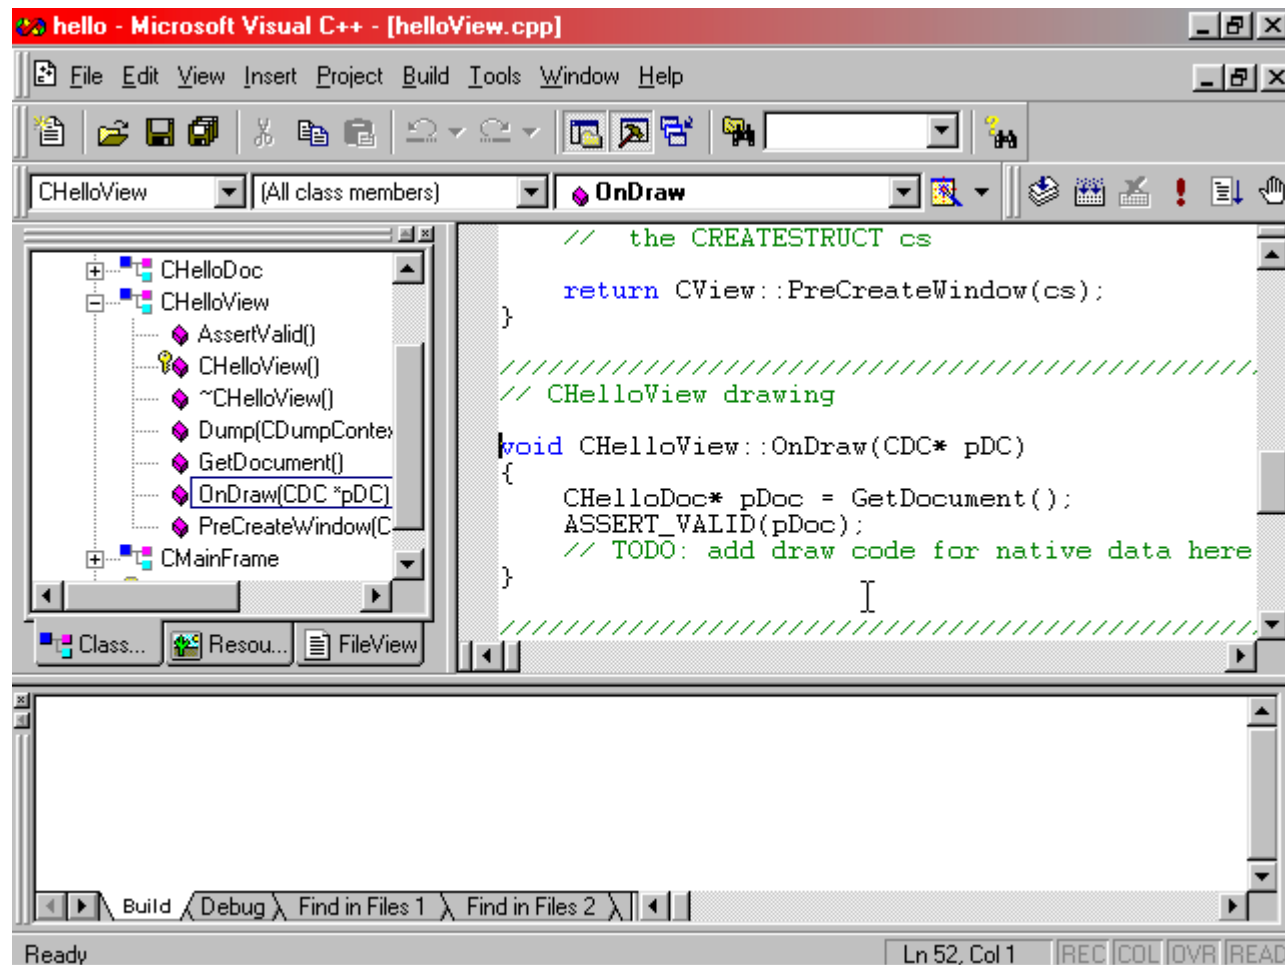 hello - Microsoft Visual C++ - [helloView.cpp]
File Edit View Insert Project Build Tools Window Help
CHelloView (All class members) OnDraw
CHelloDoc
CHelloView
AssertValid()
CHelloView()
~CHelloView()
Dump(CDumpContex
GetDocument()
OnDraw(CDC *pDC)
PreCreateWindow(C
CMainFrame
Class... Resou... FileView
// the CREATESTRUCT cs
return CView::PreCreateWindow(cs);
}
/////////////////////////////////////////////////
// CHelloView drawing
void CHelloView::OnDraw(CDC* pDC)
{
CHelloDoc* pDoc = GetDocument();
ASSERT_VALID(pDoc);
// TODO: add draw code for native data here
}
/////////////////////////////////////////////////
Build Debug Find in Files 1 Find in Files 2
Ready Ln 52, Col 1 REC COL OVR READ